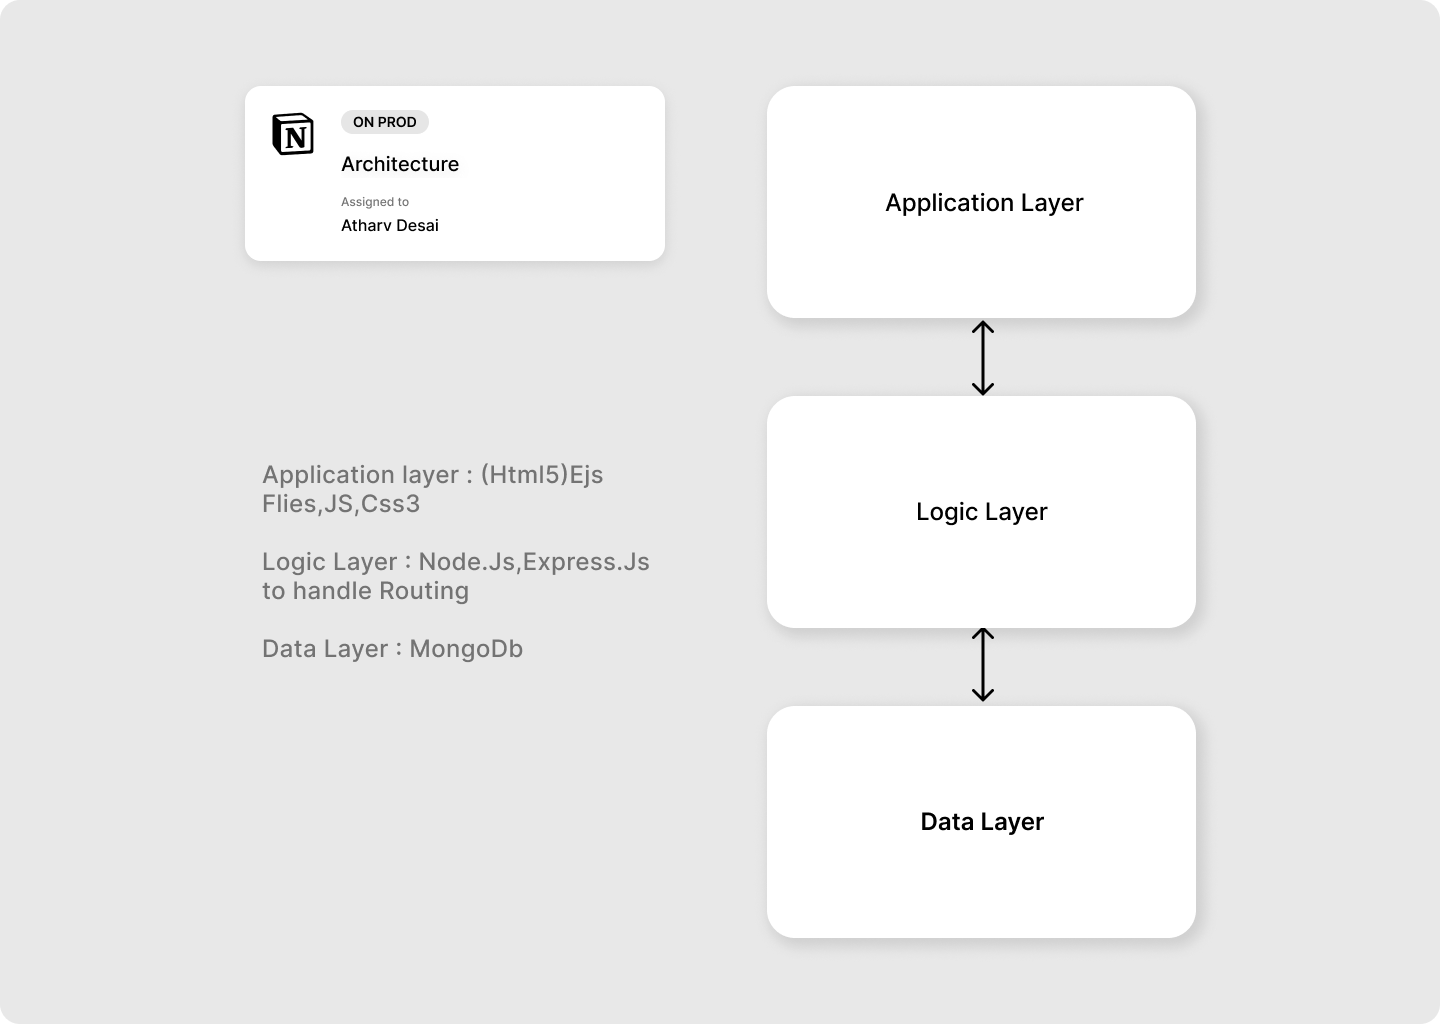 N
ON PROD
Architecture
Assigned to
Atharv Desai
Application layer : (Html5)Ejs
Flies,JS,Css3
Logic Layer : Node.Js,Express.Js
to handle Routing
Data Layer : MongoDb
Application Layer
Logic Layer
Data Layer